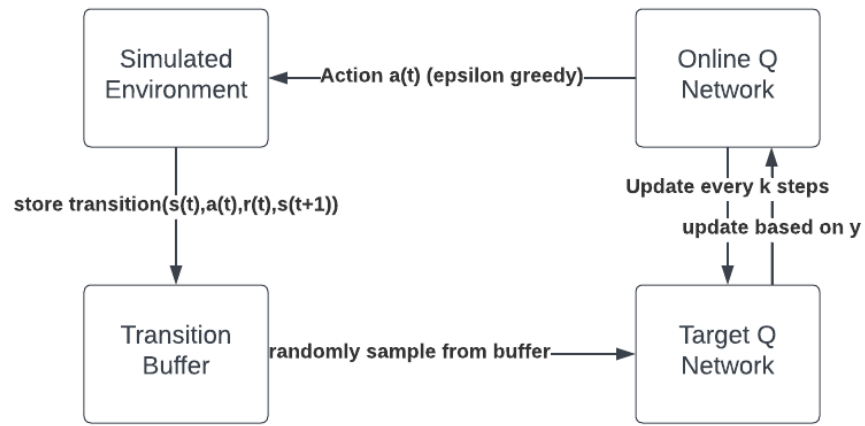 Simulated
Environment
Action a(t) (epsilon greedy)
Online Q
Network
store transition(s(t),a(t),r(t),s(t+1))
Update every k steps
update based on y
Transition
Buffer
randomly sample from buffer
Target Q
Network